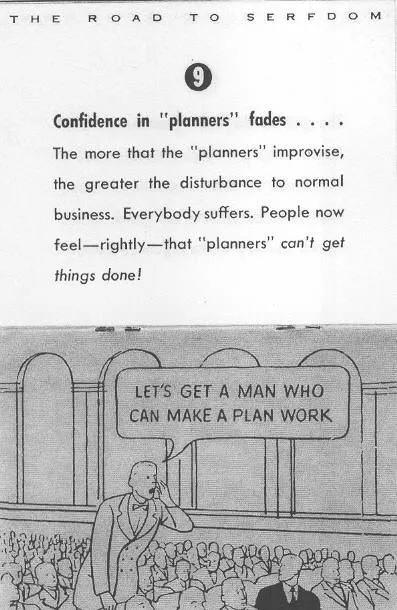 THE ROAD TO SERFDOM
9
Confidence in "planners" fades . . . .
The more that the "planners" improvise,
the greater the disturbance to normal
business. Everybody suffers. People now
feel—rightly—that "planners" can't get
things done!
LET'S GET A MAN WHO
CAN MAKE A PLAN WORK